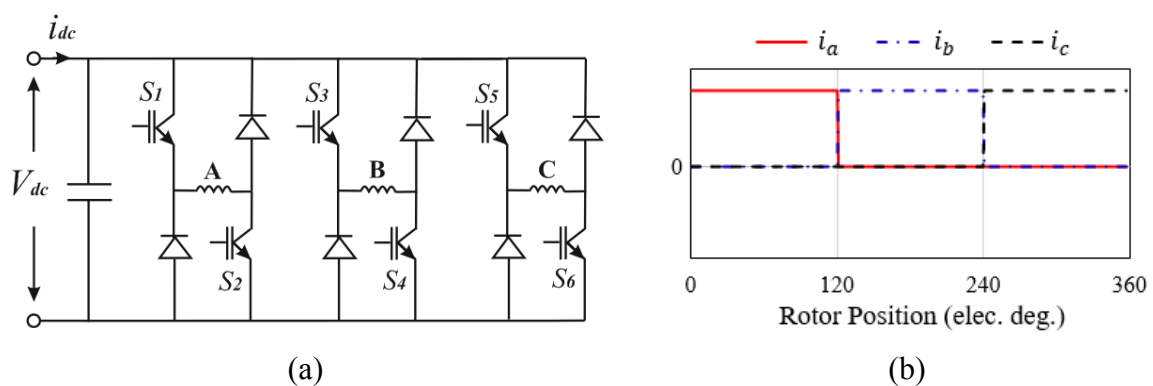 i_dc
V_dc
S1
S3
S5
A
B
C
S2
S4
S6
(a)
i_a i_b i_c
0
0 120 240 360
Rotor Position (elec. deg.)
(b)